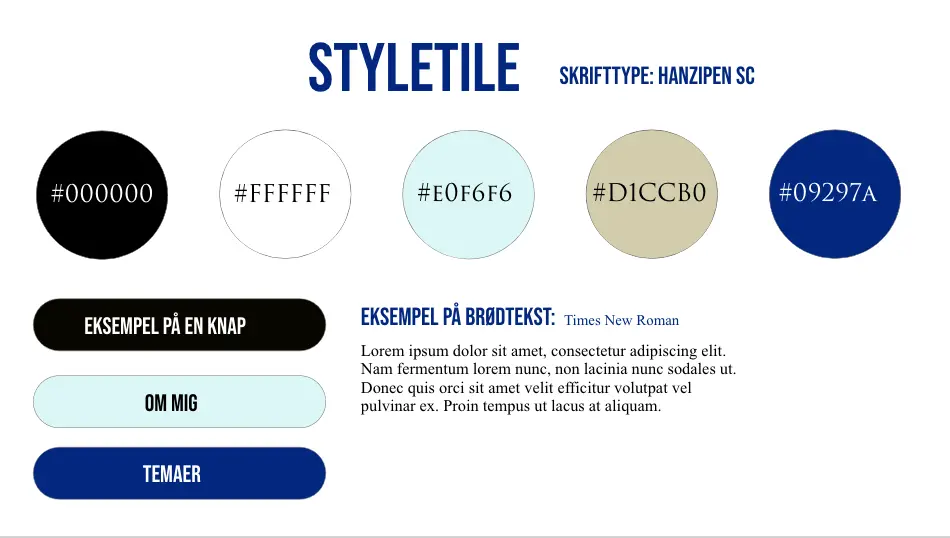 STYLETILE
SKRIFTTYPE: HANZIPEN SC
#000000
#FFFFFF
#E0F6F6
#D1CCB0
#09297A
EKSEMPEL PÅ EN KNAP
OM MIG
TEMAER
EKSEMPEL PÅ BRØDTEKST: Times New Roman
Lorem ipsum dolor sit amet, consectetur adipiscing elit.
Nam fermentum lorem nunc, non lacinia nunc sodales ut.
Donec quis orci sit amet velit efficitur volutpat vel
pulvinar ex. Proin tempus ut lacus at aliquam.